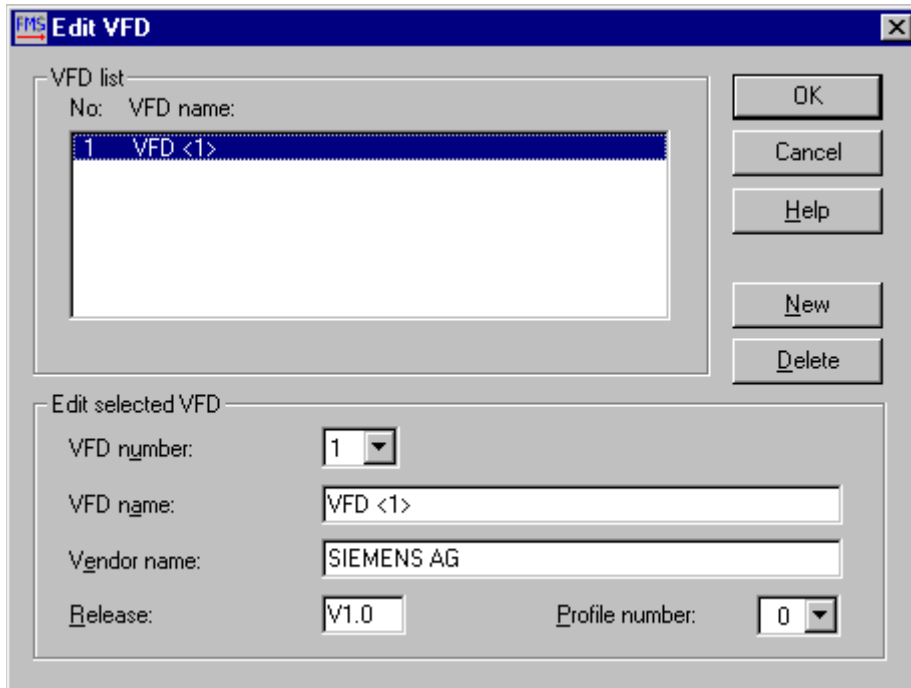 FMS Edit VFD
VFD list
No: VFD name:
1 VFD <1>
OK
Cancel
Help
New
Delete
Edit selected VFD
VFD number: 1
VFD name: VFD <1>
Vendor name: SIEMENS AG
Release: V1.0 Profile number: 0